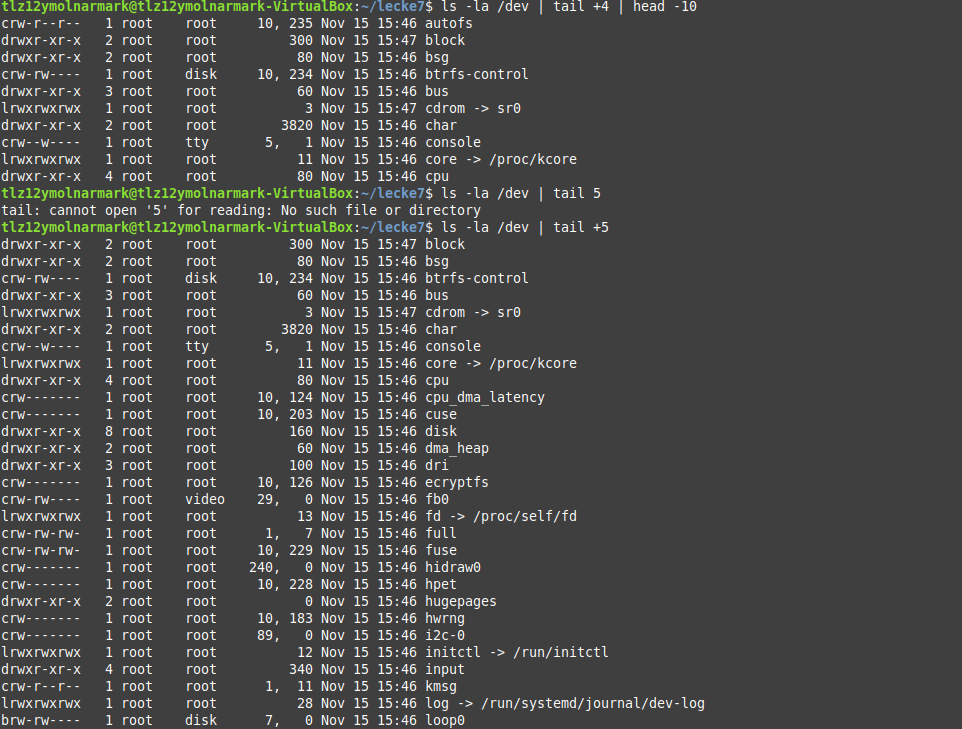 tlz12ymolnarmark@tlz12ymolnarmark-VirtualBox:~/lecke7$ ls -la /dev | tail +4 | head -10
crw-r--r--   1 root    root     10, 235 Nov 15 15:46 autofs
drwxr-xr-x   2 root    root         300 Nov 15 15:47 block
drwxr-xr-x   2 root    root          80 Nov 15 15:46 bsg
crw-rw----   1 root    disk     10, 234 Nov 15 15:46 btrfs-control
drwxr-xr-x   3 root    root          60 Nov 15 15:46 bus
lrwxrwxrwx   1 root    root           3 Nov 15 15:47 cdrom -> sr0
drwxr-xr-x   2 root    root        3820 Nov 15 15:46 char
crw--w----   1 root    tty       5,   1 Nov 15 15:46 console
lrwxrwxrwx   1 root    root          11 Nov 15 15:46 core -> /proc/kcore
drwxr-xr-x   4 root    root          80 Nov 15 15:46 cpu
tlz12ymolnarmark@tlz12ymolnarmark-VirtualBox:~/lecke7$ ls -la /dev | tail 5
tail: cannot open '5' for reading: No such file or directory
tlz12ymolnarmark@tlz12ymolnarmark-VirtualBox:~/lecke7$ ls -la /dev | tail +5
drwxr-xr-x   2 root    root         300 Nov 15 15:47 block
drwxr-xr-x   2 root    root          80 Nov 15 15:46 bsg
crw-rw----   1 root    disk     10, 234 Nov 15 15:46 btrfs-control
drwxr-xr-x   3 root    root          60 Nov 15 15:46 bus
lrwxrwxrwx   1 root    root           3 Nov 15 15:47 cdrom -> sr0
drwxr-xr-x   2 root    root        3820 Nov 15 15:46 char
crw--w----   1 root    tty       5,   1 Nov 15 15:46 console
lrwxrwxrwx   1 root    root          11 Nov 15 15:46 core -> /proc/kcore
drwxr-xr-x   4 root    root          80 Nov 15 15:46 cpu
crw-------   1 root    root     10, 124 Nov 15 15:46 cpu_dma_latency
crw-------   1 root    root     10, 203 Nov 15 15:46 cuse
drwxr-xr-x   8 root    root         160 Nov 15 15:46 disk
drwxr-xr-x   2 root    root          60 Nov 15 15:46 dma_heap
drwxr-xr-x   3 root    root         100 Nov 15 15:46 dri
crw-------   1 root    root     10, 126 Nov 15 15:46 ecryptfs
crw-rw----   1 root    video    29,   0 Nov 15 15:46 fb0
lrwxrwxrwx   1 root    root          13 Nov 15 15:46 fd -> /proc/self/fd
crw-rw-rw-   1 root    root      1,   7 Nov 15 15:46 full
crw-rw-rw-   1 root    root     10, 229 Nov 15 15:46 fuse
crw-------   1 root    root    240,   0 Nov 15 15:46 hidraw0
crw-------   1 root    root     10, 228 Nov 15 15:46 hpet
drwxr-xr-x   2 root    root           0 Nov 15 15:46 hugepages
crw-------   1 root    root     10, 183 Nov 15 15:46 hwrng
crw-------   1 root    root     89,   0 Nov 15 15:46 i2c-0
lrwxrwxrwx   1 root    root          12 Nov 15 15:46 initctl -> /run/initctl
drwxr-xr-x   4 root    root         340 Nov 15 15:46 input
crw-r--r--   1 root    root      1,  11 Nov 15 15:46 kmsg
lrwxrwxrwx   1 root    root          28 Nov 15 15:46 log -> /run/systemd/journal/dev-log
brw-rw----   1 root    disk      7,   0 Nov 15 15:46 loop0